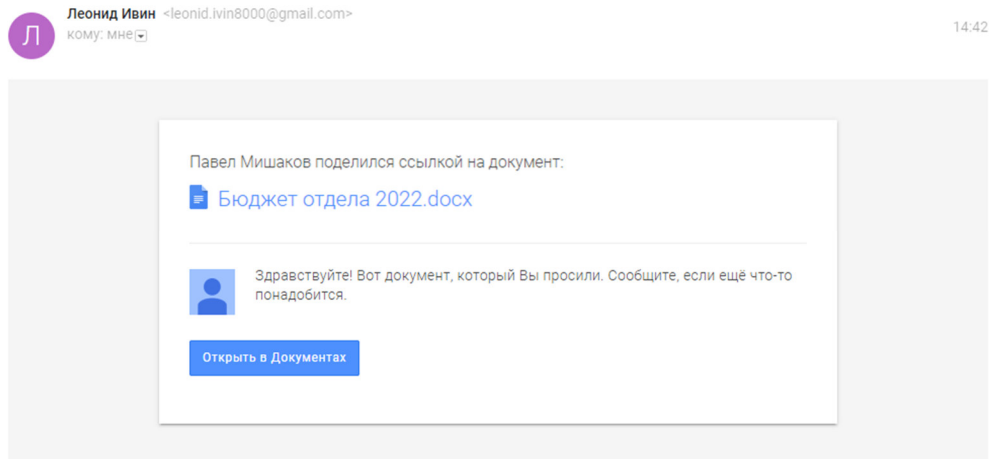 Л
Леонид Ивин <leonid.ivin8000@gmail.com>
кому: мне
14:42
Павел Мишаков поделился ссылкой на документ:
Бюджет отдела 2022.docx
Здравствуйте! Вот документ, который Вы просили. Сообщите, если ещё что-то
понадобится.
Открыть в Документах